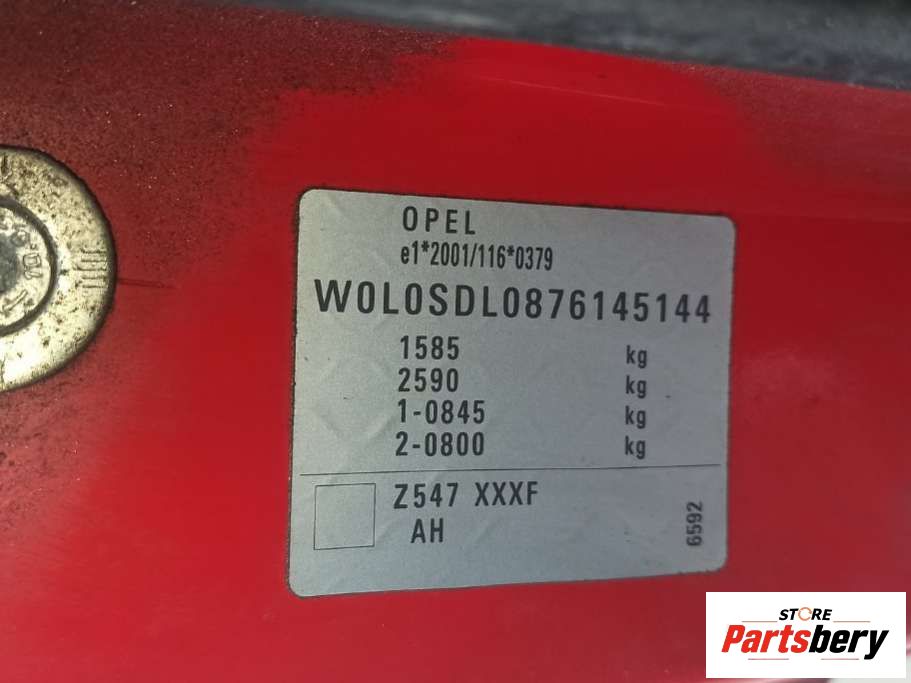 OPEL
e1*2001/116*0379
W0L0SDL0876145144
1585 kg
2590 kg
1-0845 kg
2-0800 kg
Z547 XXXF
AH
6592
STORE
Partsbery